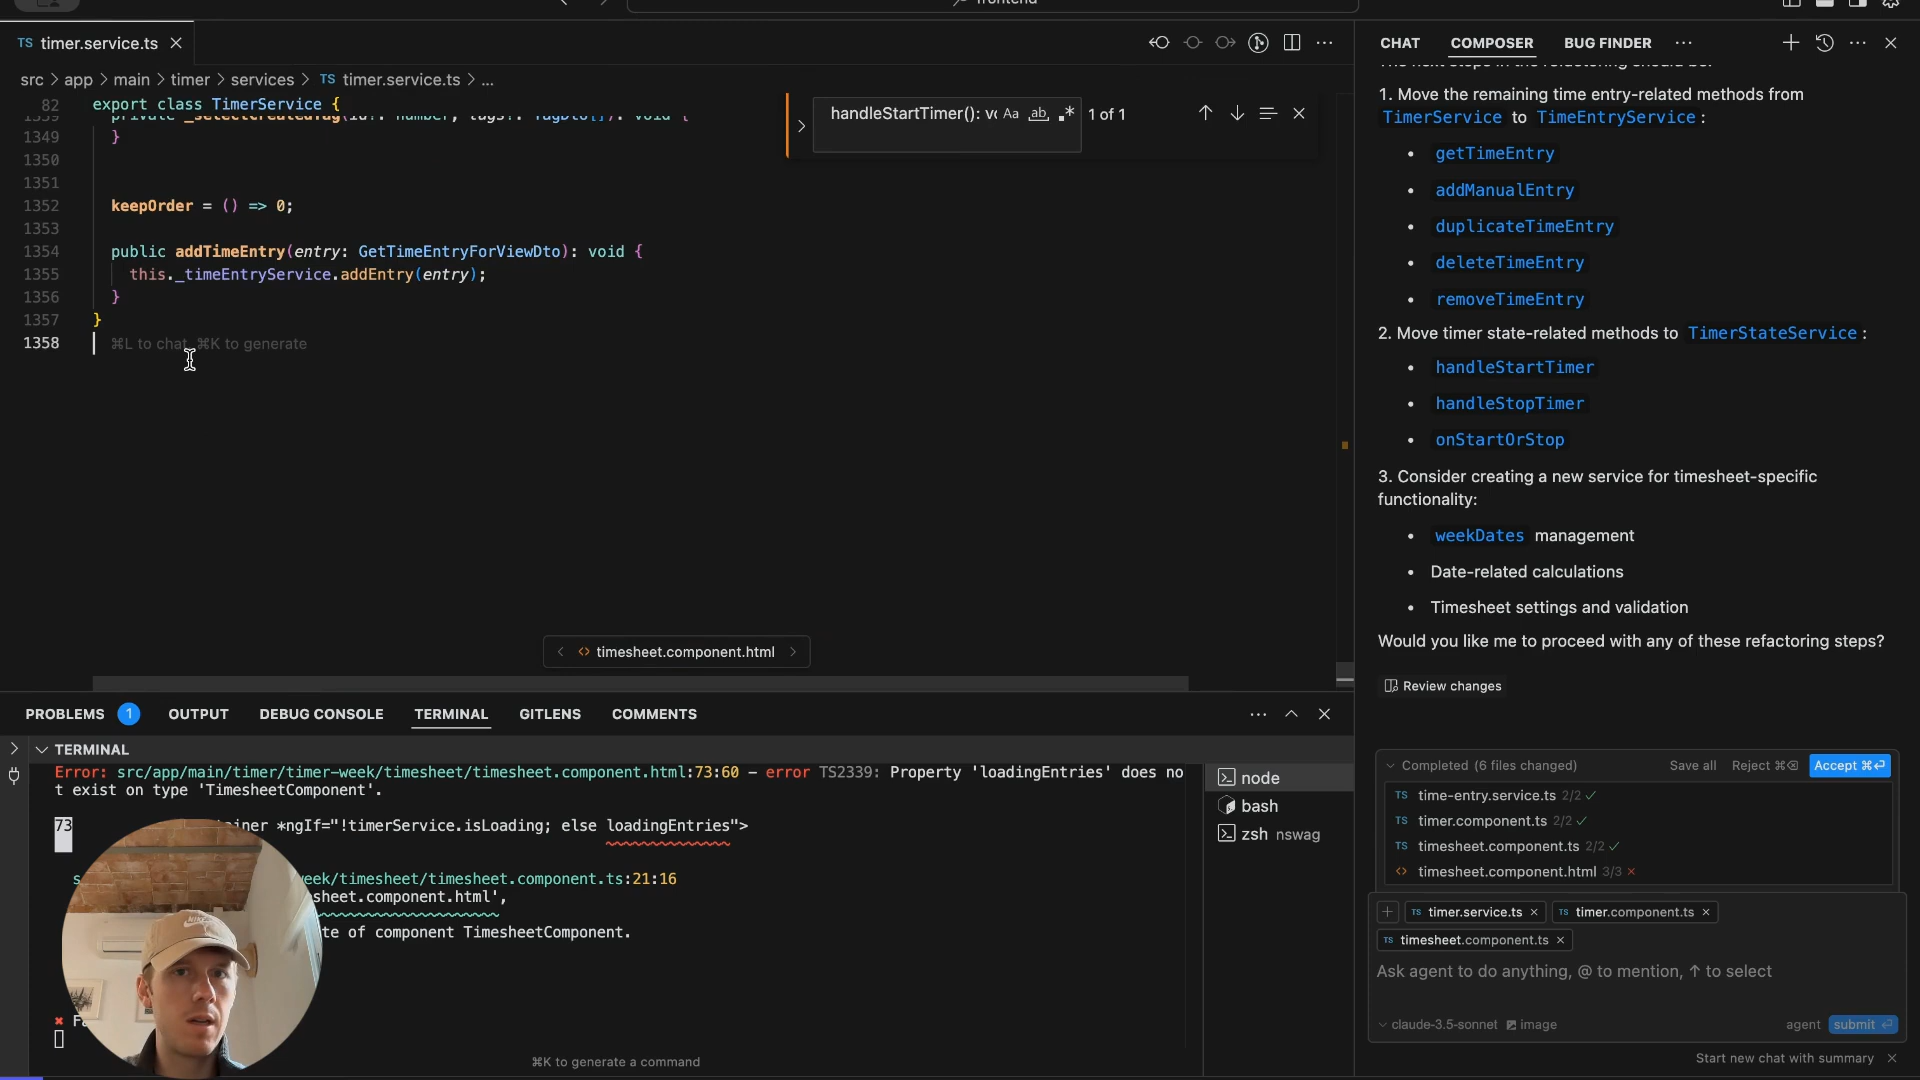 frontend
TS timer.service.ts
CHAT COMPOSER BUG FINDER
src > app > main > timer > services > TS timer.service.ts > ...
82 export class TimerService {
1349 }
1350
1351
1352 keepOrder = () => 0;
1353
1354 public addTimeEntry(entry: GetTimeEntryForViewDto): void {
1355 this._timeEntryService.addEntry(entry);
1356 }
1357 }
1358 ⌘L to chat, ⌘K to generate
handleStartTimer(): Aa ab .* 1 of 1
<> timesheet.component.html
PROBLEMS 1 OUTPUT DEBUG CONSOLE TERMINAL GITLENS COMMENTS
TERMINAL
Error: src/app/main/timer/timer-week/timesheet/timesheet.component.html:73:60 - error TS2339: Property 'loadingEntries' does no
t exist on type 'TimesheetComponent'.
73 *ngIf="!timerService.isLoading; else loadingEntries">
eek/timesheet/timesheet.component.ts:21:16
sheet.component.html',
te of component TimesheetComponent.
⌘K to generate a command
node
bash
zsh nswag
1. Move the remaining time entry-related methods from
TimerService to TimeEntryService :
• getTimeEntry
• addManualEntry
• duplicateTimeEntry
• deleteTimeEntry
• removeTimeEntry
2. Move timer state-related methods to TimerStateService :
• handleStartTimer
• handleStopTimer
• onStartOrStop
3. Consider creating a new service for timesheet-specific
functionality:
• weekDates management
• Date-related calculations
• Timesheet settings and validation
Would you like me to proceed with any of these refactoring steps?
Review changes
Completed (6 files changed) Save all Reject ⌘⌫ Accept ⌘⏎
TS time-entry.service.ts 2/2 ✓
TS timer.component.ts 2/2 ✓
TS timesheet.component.ts 2/2 ✓
<> timesheet.component.html 3/3 ×
+ TS timer.service.ts × TS timer.component.ts ×
TS timesheet.component.ts ×
Ask agent to do anything, @ to mention, ↑ to select
claude-3.5-sonnet image agent submit ⏎
Start new chat with summary ×